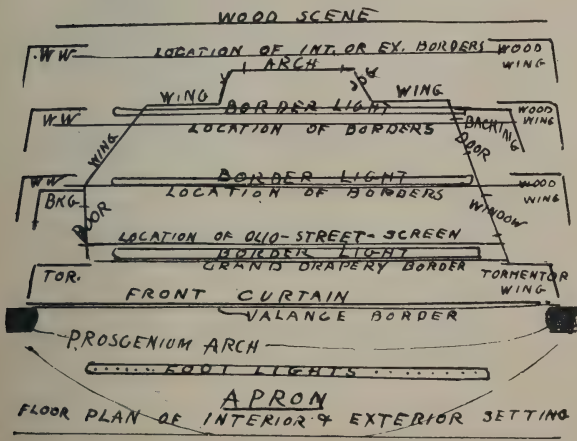 WOOD SCENE
.WW LOCATION OF INT. OR EX. BORDERS WOOD WING
ARCH
WING WING
WW BORDER LIGHT WOOD WING
LOCATION OF BORDERS BACKING
WING DOOR
WW BORDER LIGHT WOOD WING
LOCATION OF BORDERS
BKG DOOR WINDOW
LOCATION OF OLIO-STREET-SCREEN
BORDER LIGHT
TOR. GRAND DRAPERY BORDER TORMENTOR WING
FRONT CURTAIN
VALANCE BORDER
PROSCENIUM ARCH
FOOT LIGHTS
APRON
FLOOR PLAN OF INTERIOR & EXTERIOR SETTING